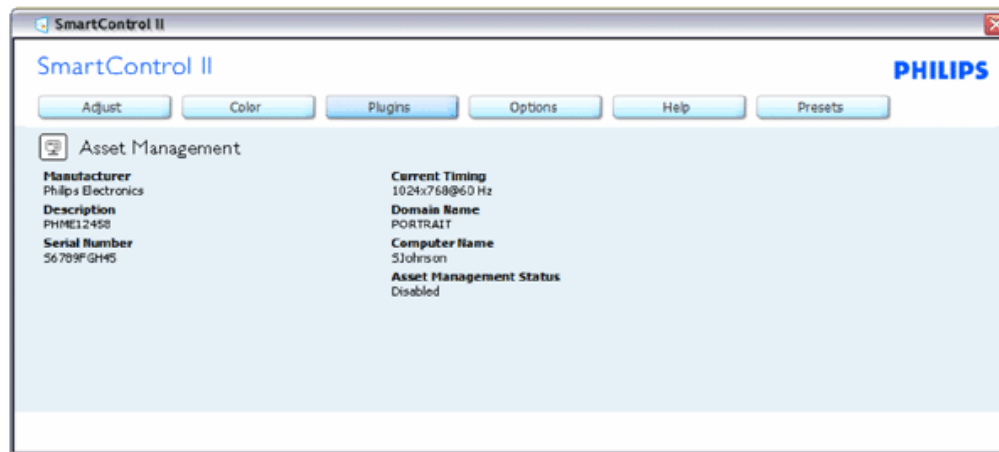 SmartControl II
SmartControl II
PHILIPS
Adjust Color Plugins Options Help Presets
Asset Management
Manufacturer
Philips Electronics
Description
PHME12458
Serial Number
56789FGH45
Current Timing
1024x768@60 Hz
Domain Name
PORTRAIT
Computer Name
SJohnson
Asset Management Status
Disabled